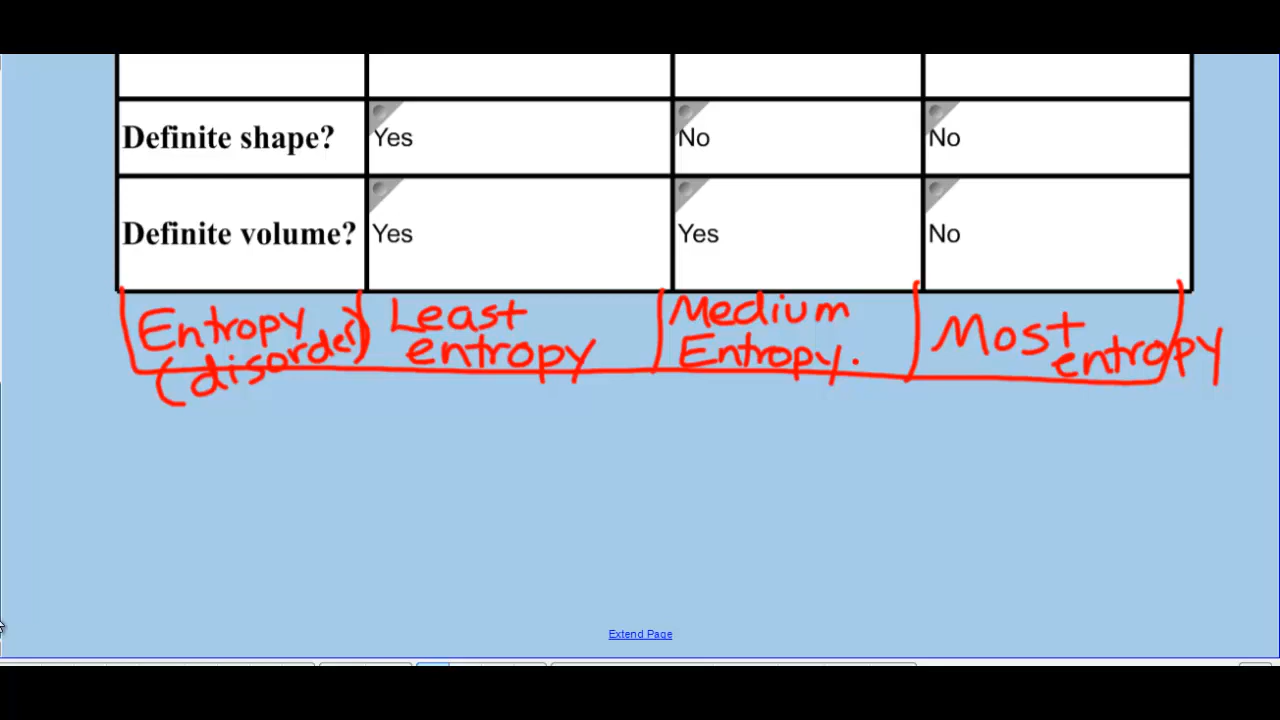 Definite shape? Yes No No
Definite volume? Yes Yes No
Entropy (disorder) Least entropy Medium Entropy. Most entropy
Extend Page